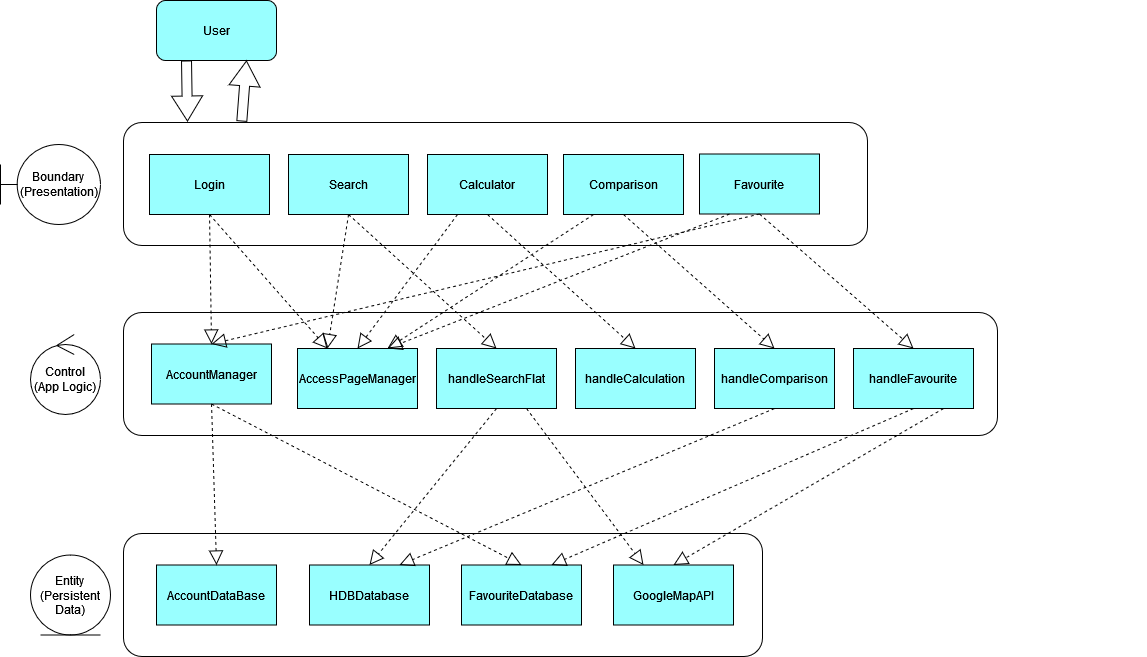 User
Boundary
(Presentation)
Login
Search
Calculator
Comparison
Favourite
Control
(App Logic)
AccountManager
AccessPageManager
handleSearchFlat
handleCalculation
handleComparison
handleFavourite
Entity
(Persistent
Data)
AccountDataBase
HDBDatabase
FavouriteDatabase
GoogleMapAPI